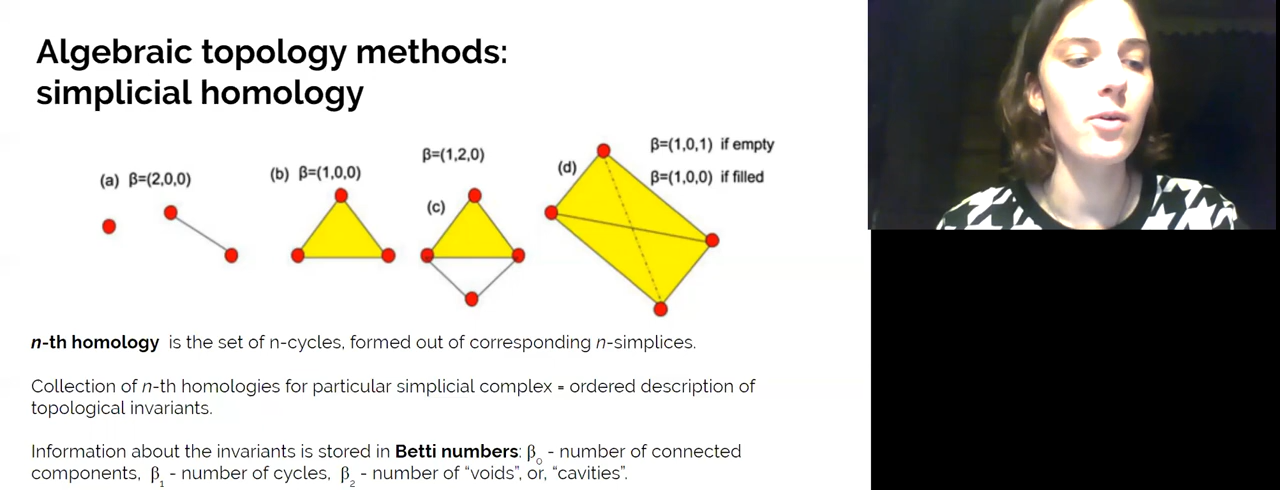 Algebraic topology methods:
simplicial homology
(a) β=(2,0,0)
(b) β=(1,0,0)
β=(1,2,0)
(c)
(d)
β=(1,0,1) if empty
β=(1,0,0) if filled
n-th homology is the set of n-cycles, formed out of corresponding n-simplices.
Collection of n-th homologies for particular simplicial complex = ordered description of
topological invariants.
Information about the invariants is stored in Betti numbers: β₀ - number of connected
components, β₁ - number of cycles, β₂ - number of “voids”, or, “cavities”.